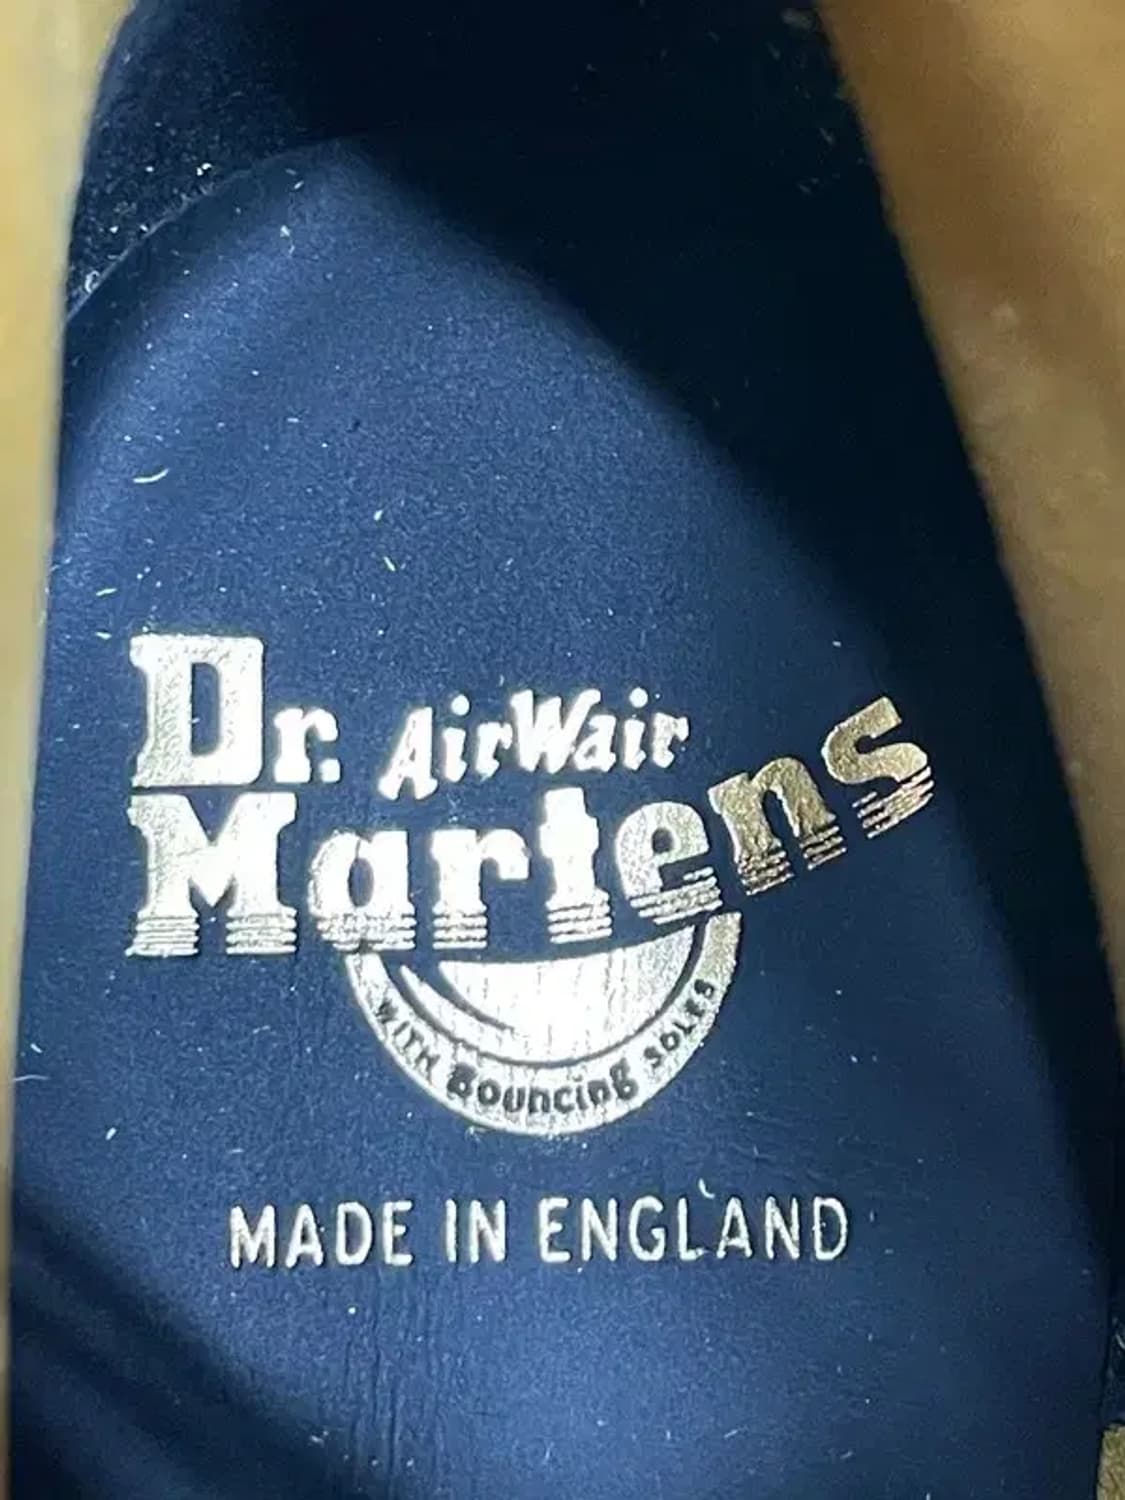 Dr. AirWair
Martens
WITH Bouncing SOLES
MADE IN ENGLAND